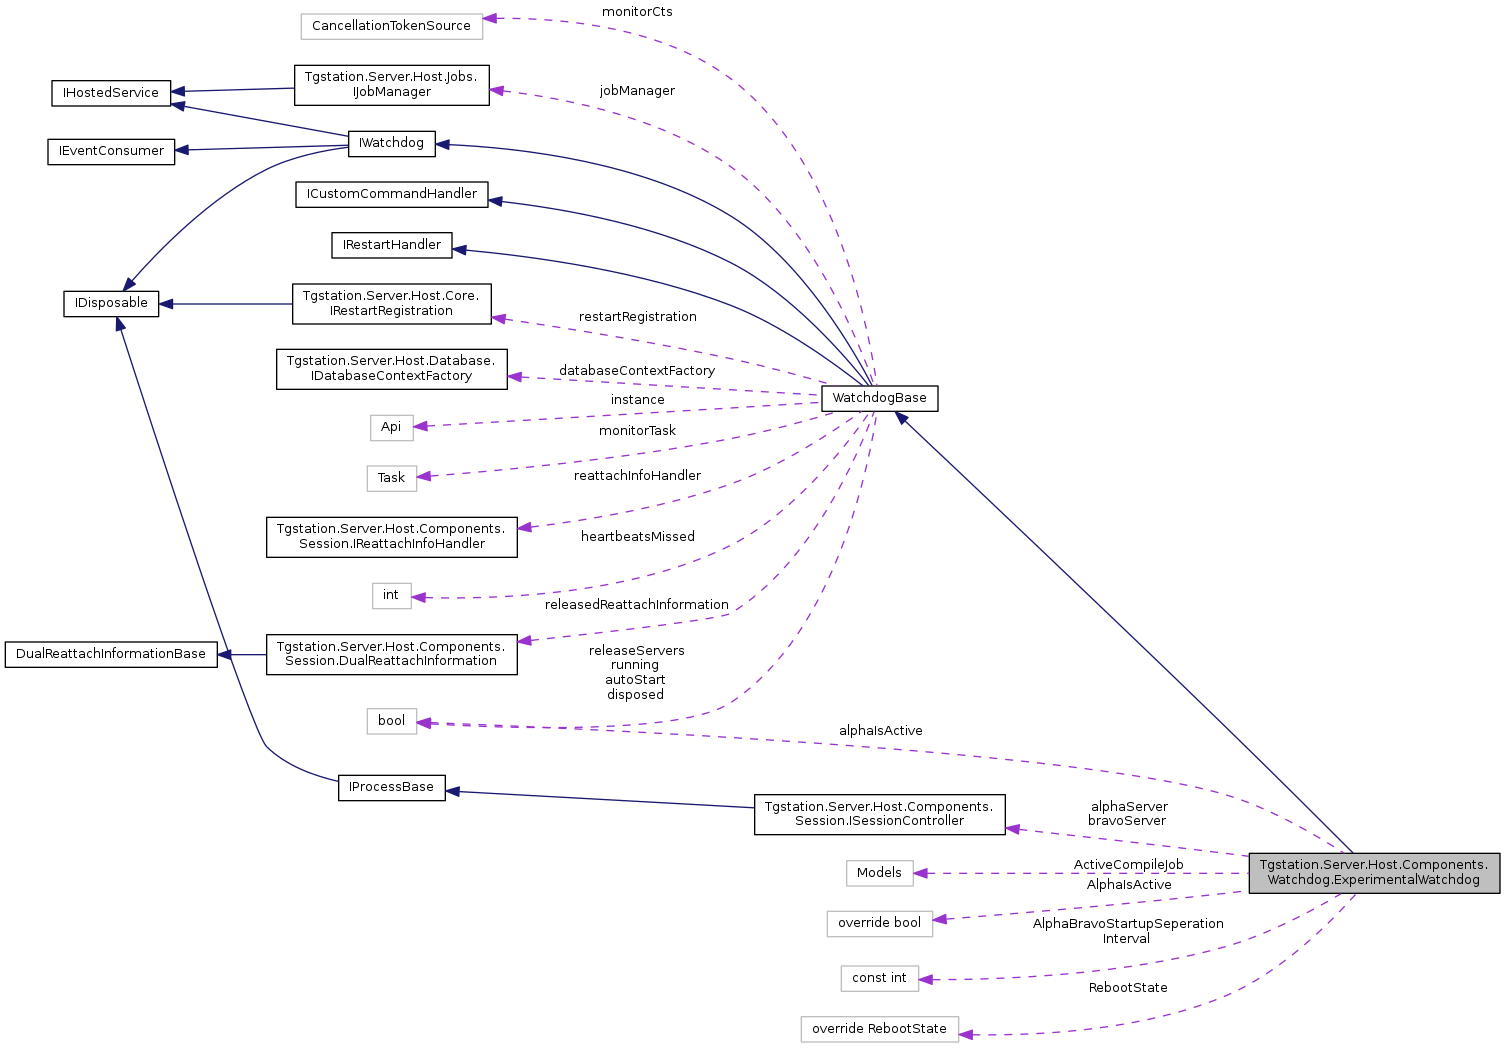 monitorCts
CancellationTokenSource
Tgstation.Server.Host.Jobs.
IJobManager
jobManager
IHostedService
IWatchdog
IEventConsumer
ICustomCommandHandler
IRestartHandler
IDisposable
Tgstation.Server.Host.Core.
IRestartRegistration
restartRegistration
Tgstation.Server.Host.Database.
IDatabaseContextFactory
databaseContextFactory
WatchdogBase
instance
Api
monitorTask
Task
reattachInfoHandler
Tgstation.Server.Host.Components.
Session.IReattachInfoHandler
heartbeatsMissed
int
releasedReattachInformation
DualReattachInformationBase
Tgstation.Server.Host.Components.
Session.DualReattachInformation
releaseServers
running
autoStart
disposed
bool
alphaIsActive
IProcessBase
Tgstation.Server.Host.Components.
Session.ISessionController
alphaServer
bravoServer
Tgstation.Server.Host.Components.
Watchdog.ExperimentalWatchdog
Models
ActiveCompileJob
AlphaIsActive
override bool
AlphaBravoStartupSeperation
Interval
const int
RebootState
override RebootState